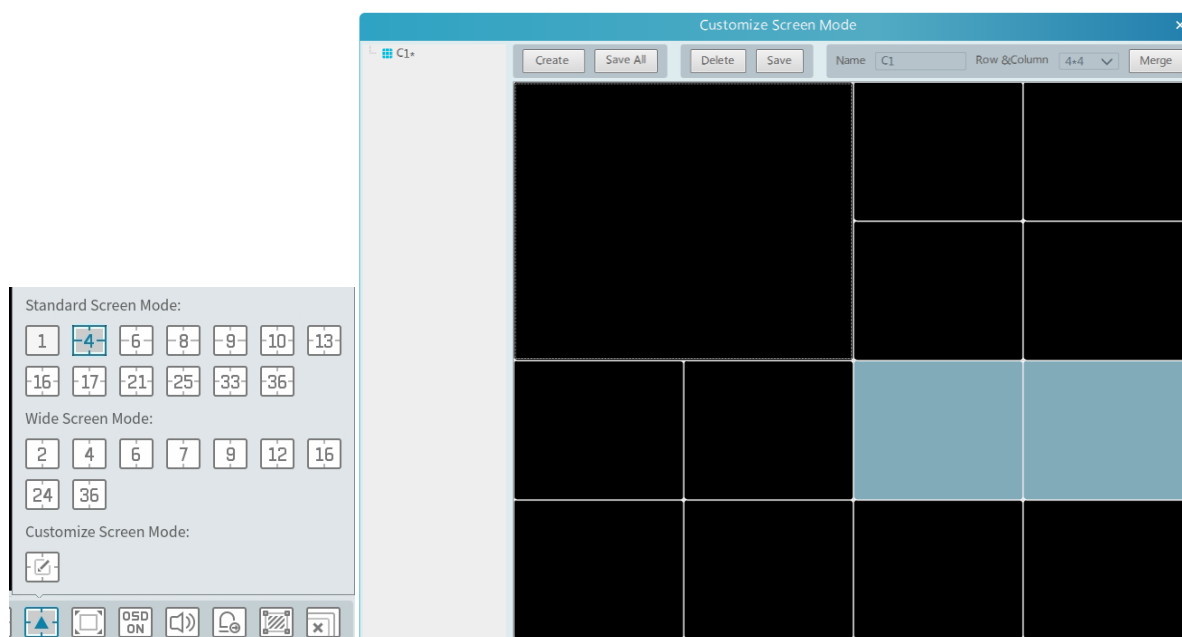 Customize Screen Mode
C1*
Create Save All Delete Save Name C1 Row &Column 4*4 Merge
Standard Screen Mode:
1 4 6 8 9 10 13
16 17 21 25 33 36
Wide Screen Mode:
2 4 6 7 9 12 16
24 36
Customize Screen Mode:
OSD
ON